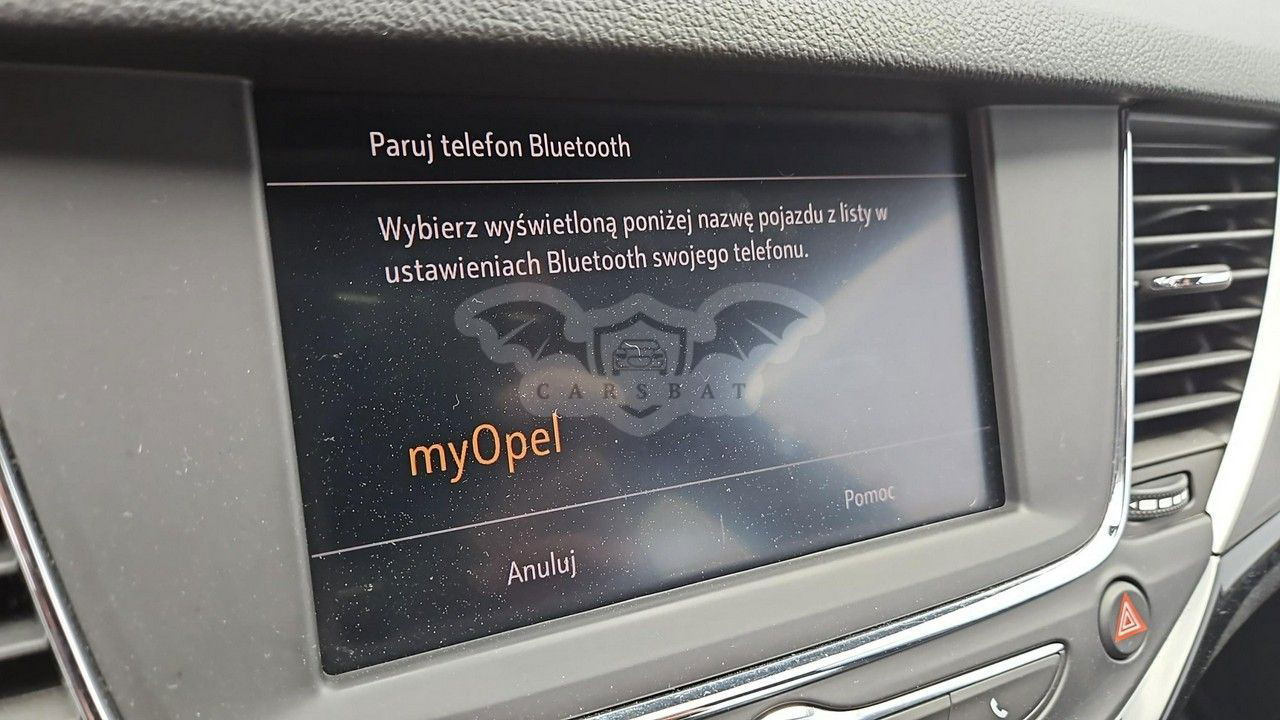 Paruj telefon Bluetooth
Wybierz wyświetloną poniżej nazwę pojazdu z listy w
ustawieniach Bluetooth swojego telefonu.
CARSBAT
myOpel
Pomoc
Anuluj